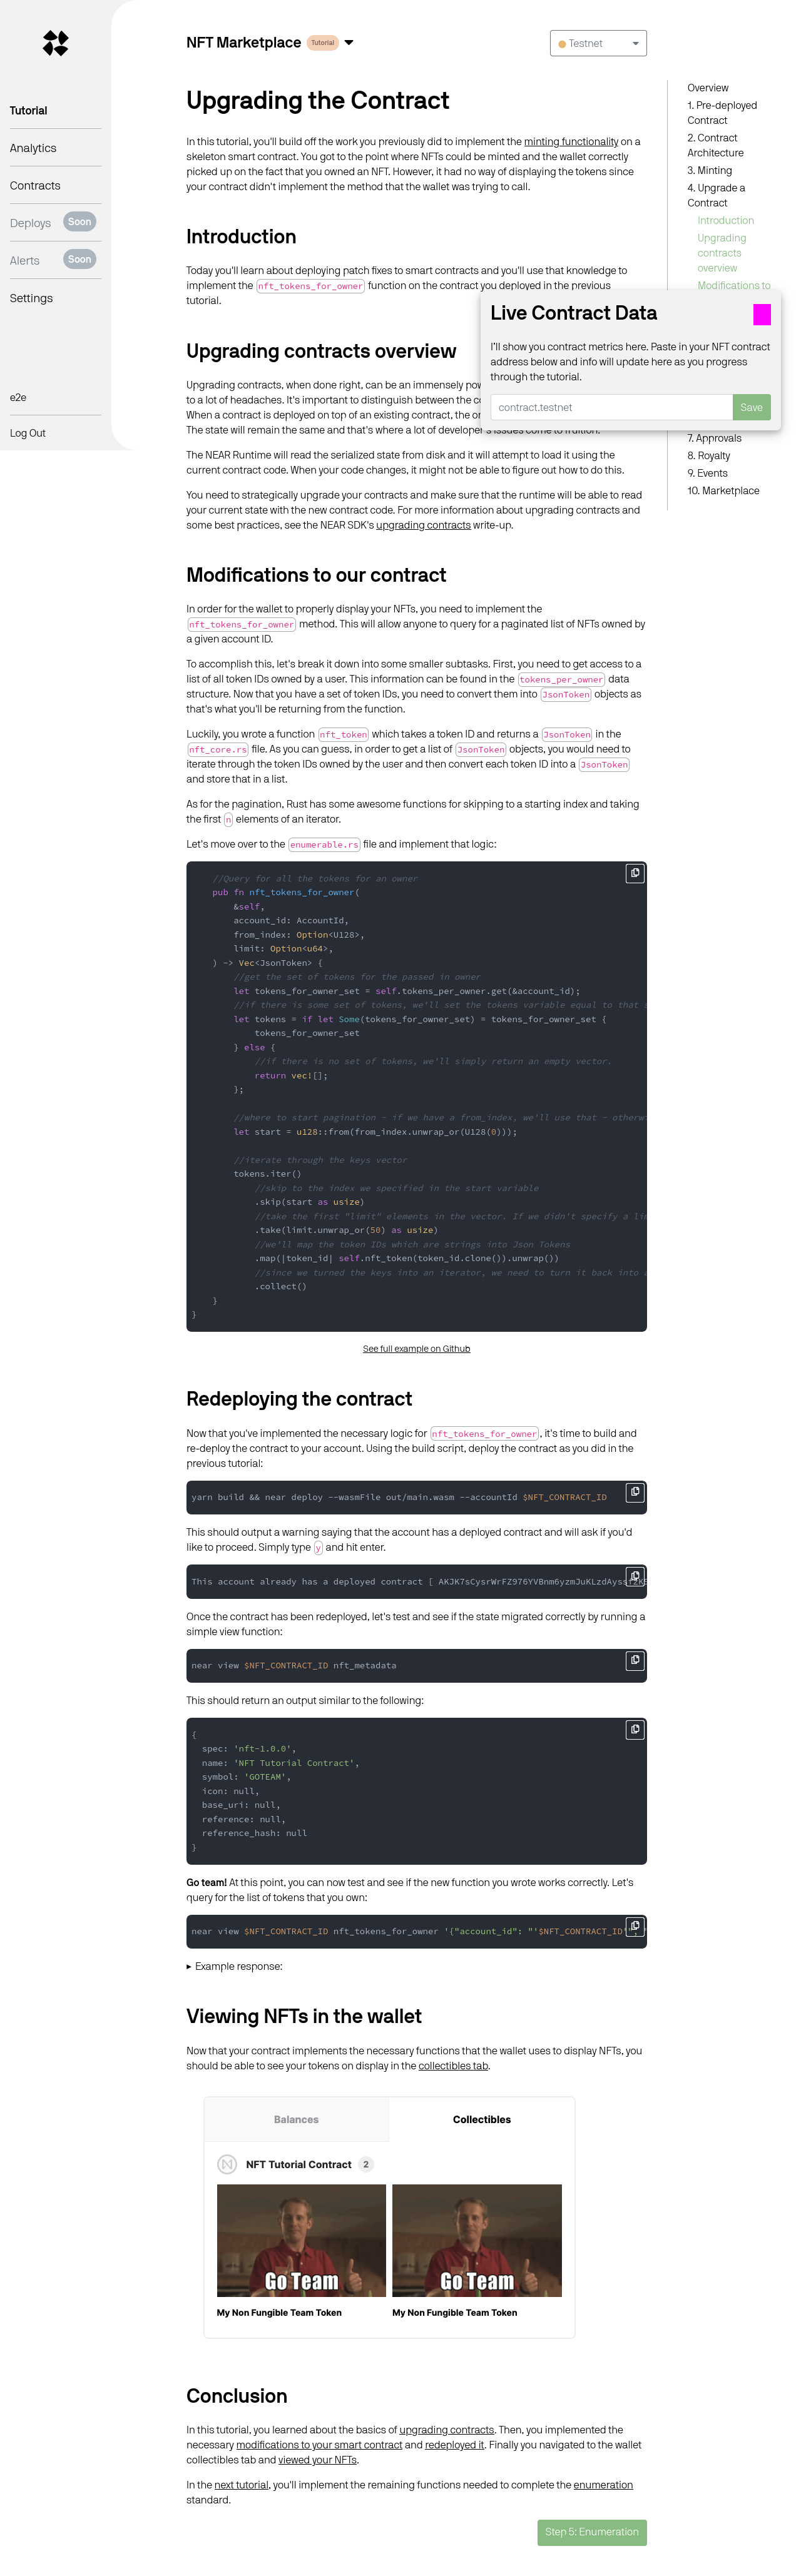 Tutorial
Analytics
Contracts
Deploys Soon
Alerts Soon
Settings
e2e
Log Out
NFT Marketplace Tutorial
Testnet
Upgrading the Contract
In this tutorial, you'll build off the work you previously did to implement the minting functionality on a
skeleton smart contract. You got to the point where NFTs could be minted and the wallet correctly
picked up on the fact that you owned an NFT. However, it had no way of displaying the tokens since
your contract didn't implement the method that the wallet was trying to call.
Introduction
Today you'll learn about deploying patch fixes to smart contracts and you'll use that knowledge to
implement the nft_tokens_for_owner function on the contract you deployed in the previous
tutorial.
Upgrading contracts overview
Upgrading contracts, when done right, can be an immensely pow
to a lot of headaches. It's important to distinguish between the co
When a contract is deployed on top of an existing contract, the on
The state will remain the same and that's where a lot of developer's issues come to fruition.
The NEAR Runtime will read the serialized state from disk and it will attempt to load it using the
current contract code. When your code changes, it might not be able to figure out how to do this.
You need to strategically upgrade your contracts and make sure that the runtime will be able to read
your current state with the new contract code. For more information about upgrading contracts and
some best practices, see the NEAR SDK's upgrading contracts write-up.
Modifications to our contract
In order for the wallet to properly display your NFTs, you need to implement the
nft_tokens_for_owner method. This will allow anyone to query for a paginated list of NFTs owned by
a given account ID.
To accomplish this, let's break it down into some smaller subtasks. First, you need to get access to a
list of all token IDs owned by a user. This information can be found in the tokens_per_owner data
structure. Now that you have a set of token IDs, you need to convert them into JsonToken objects as
that's what you'll be returning from the function.
Luckily, you wrote a function nft_token which takes a token ID and returns a JsonToken in the
nft_core.rs file. As you can guess, in order to get a list of JsonToken objects, you would need to
iterate through the token IDs owned by the user and then convert each token ID into a JsonToken
and store that in a list.
As for the pagination, Rust has some awesome functions for skipping to a starting index and taking
the first n elements of an iterator.
Let's move over to the enumerable.rs file and implement that logic:
//Query for all the tokens for an owner
pub fn nft_tokens_for_owner(
&self,
account_id: AccountId,
from_index: Option<U128>,
limit: Option<u64>,
) -> Vec<JsonToken> {
//get the set of tokens for the passed in owner
let tokens_for_owner_set = self.tokens_per_owner.get(&account_id);
//if there is some set of tokens, we'll set the tokens variable equal to that s
let tokens = if let Some(tokens_for_owner_set) = tokens_for_owner_set {
tokens_for_owner_set
} else {
//if there is no set of tokens, we'll simply return an empty vector.
return vec![];
};
//where to start pagination - if we have a from_index, we'll use that - otherw
let start = u128::from(from_index.unwrap_or(U128(0)));
//iterate through the keys vector
tokens.iter()
//skip to the index we specified in the start variable
.skip(start as usize)
//take the first "limit" elements in the vector. If we didn't specify a li
.take(limit.unwrap_or(50) as usize)
//we'll map the token IDs which are strings into Json Tokens
.map(|token_id| self.nft_token(token_id.clone()).unwrap())
//since we turned the keys into an iterator, we need to turn it back into a
.collect()
}
}
See full example on Github
Redeploying the contract
Now that you've implemented the necessary logic for nft_tokens_for_owner, it's time to build and
re-deploy the contract to your account. Using the build script, deploy the contract as you did in the
previous tutorial:
yarn build && near deploy --wasmFile out/main.wasm --accountId $NFT_CONTRACT_ID
This should output a warning saying that the account has a deployed contract and will ask if you'd
like to proceed. Simply type y and hit enter.
This account already has a deployed contract [
Once the contract has been redeployed, let's test and see if the state migrated correctly by running a
simple view function:
near view $NFT_CONTRACT_ID nft_metadata
This should return an output similar to the following:
{
spec: 'nft-1.0.0',
name: 'NFT Tutorial Contract',
symbol: 'GOTEAM',
icon: null,
base_uri: null,
reference: null,
reference_hash: null
}
Go team! At this point, you can now test and see if the new function you wrote works correctly. Let's
query for the list of tokens that you own:
near view $NFT_CONTRACT_ID nft_tokens_for_owner '{"account_id": "'$NFT_CONTRACT_ID'",
Example response:
Viewing NFTs in the wallet
Now that your contract implements the necessary functions that the wallet uses to display NFTs, you
should be able to see your tokens on display in the collectibles tab.
Balances Collectibles
NFT Tutorial Contract 2
Go Team Go Team
My Non Fungible Team Token My Non Fungible Team Token
Conclusion
In this tutorial, you learned about the basics of upgrading contracts. Then, you implemented the
necessary modifications to your smart contract and redeployed it. Finally you navigated to the wallet
collectibles tab and viewed your NFTs.
In the next tutorial, you'll implement the remaining functions needed to complete the enumeration
standard.
Step 5: Enumeration
Overview
1. Pre-deployed
Contract
2. Contract
Architecture
3. Minting
4. Upgrade a
Contract
Introduction
Upgrading
contracts
overview
Modifications to
Live Contract Data
I'll show you contract metrics here. Paste in your NFT contract
address below and info will update here as you progress
through the tutorial.
contract.testnet Save
7. Approvals
8. Royalty
9. Events
10. Marketplace